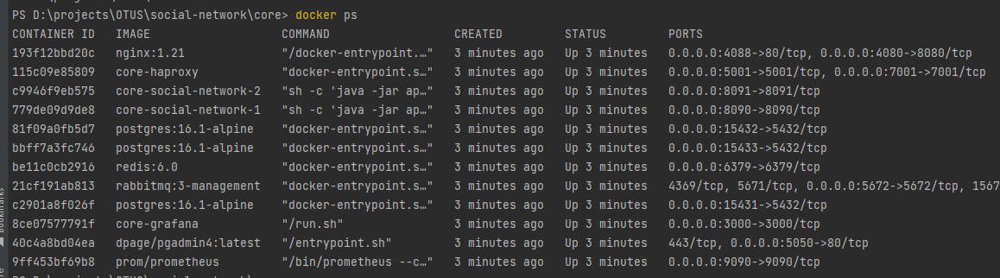 PS D:\projects\OTUS\social-network\core> docker ps
CONTAINER ID   IMAGE                   COMMAND                  CREATED         STATUS         PORTS
193f12bbd20c   nginx:1.21              "/docker-entrypoint.…"   3 minutes ago   Up 3 minutes   0.0.0.0:4088->80/tcp, 0.0.0.0:4080->8080/tcp
115c09e85809   core-haproxy            "docker-entrypoint.s…"   3 minutes ago   Up 3 minutes   0.0.0.0:5001->5001/tcp, 0.0.0.0:7001->7001/tcp
c9946f9eb575   core-social-network-2   "sh -c 'java -jar ap…"   3 minutes ago   Up 3 minutes   0.0.0.0:8091->8091/tcp
779de09d9de8   core-social-network-1   "sh -c 'java -jar ap…"   3 minutes ago   Up 3 minutes   0.0.0.0:8090->8090/tcp
81f09a0fb5d7   postgres:16.1-alpine    "docker-entrypoint.s…"   3 minutes ago   Up 3 minutes   0.0.0.0:15432->5432/tcp
bbff7a3fc746   postgres:16.1-alpine    "docker-entrypoint.s…"   3 minutes ago   Up 3 minutes   0.0.0.0:15433->5432/tcp
be11c0cb2916   redis:6.0               "docker-entrypoint.s…"   3 minutes ago   Up 3 minutes   0.0.0.0:6379->6379/tcp
21cf191ab813   rabbitmq:3-management   "docker-entrypoint.s…"   3 minutes ago   Up 3 minutes   4369/tcp, 5671/tcp, 0.0.0.0:5672->5672/tcp, 1567
c2901a8f026f   postgres:16.1-alpine    "docker-entrypoint.s…"   3 minutes ago   Up 3 minutes   0.0.0.0:15431->5432/tcp
8ce07577791f   core-grafana            "/run.sh"                3 minutes ago   Up 3 minutes   0.0.0.0:3000->3000/tcp
40c4a8bd04ea   dpage/pgadmin4:latest   "/entrypoint.sh"         3 minutes ago   Up 3 minutes   443/tcp, 0.0.0.0:5050->80/tcp
9ff453bf69b8   prom/prometheus         "/bin/prometheus --c…"   3 minutes ago   Up 3 minutes   0.0.0.0:9090->9090/tcp
Bookmarks